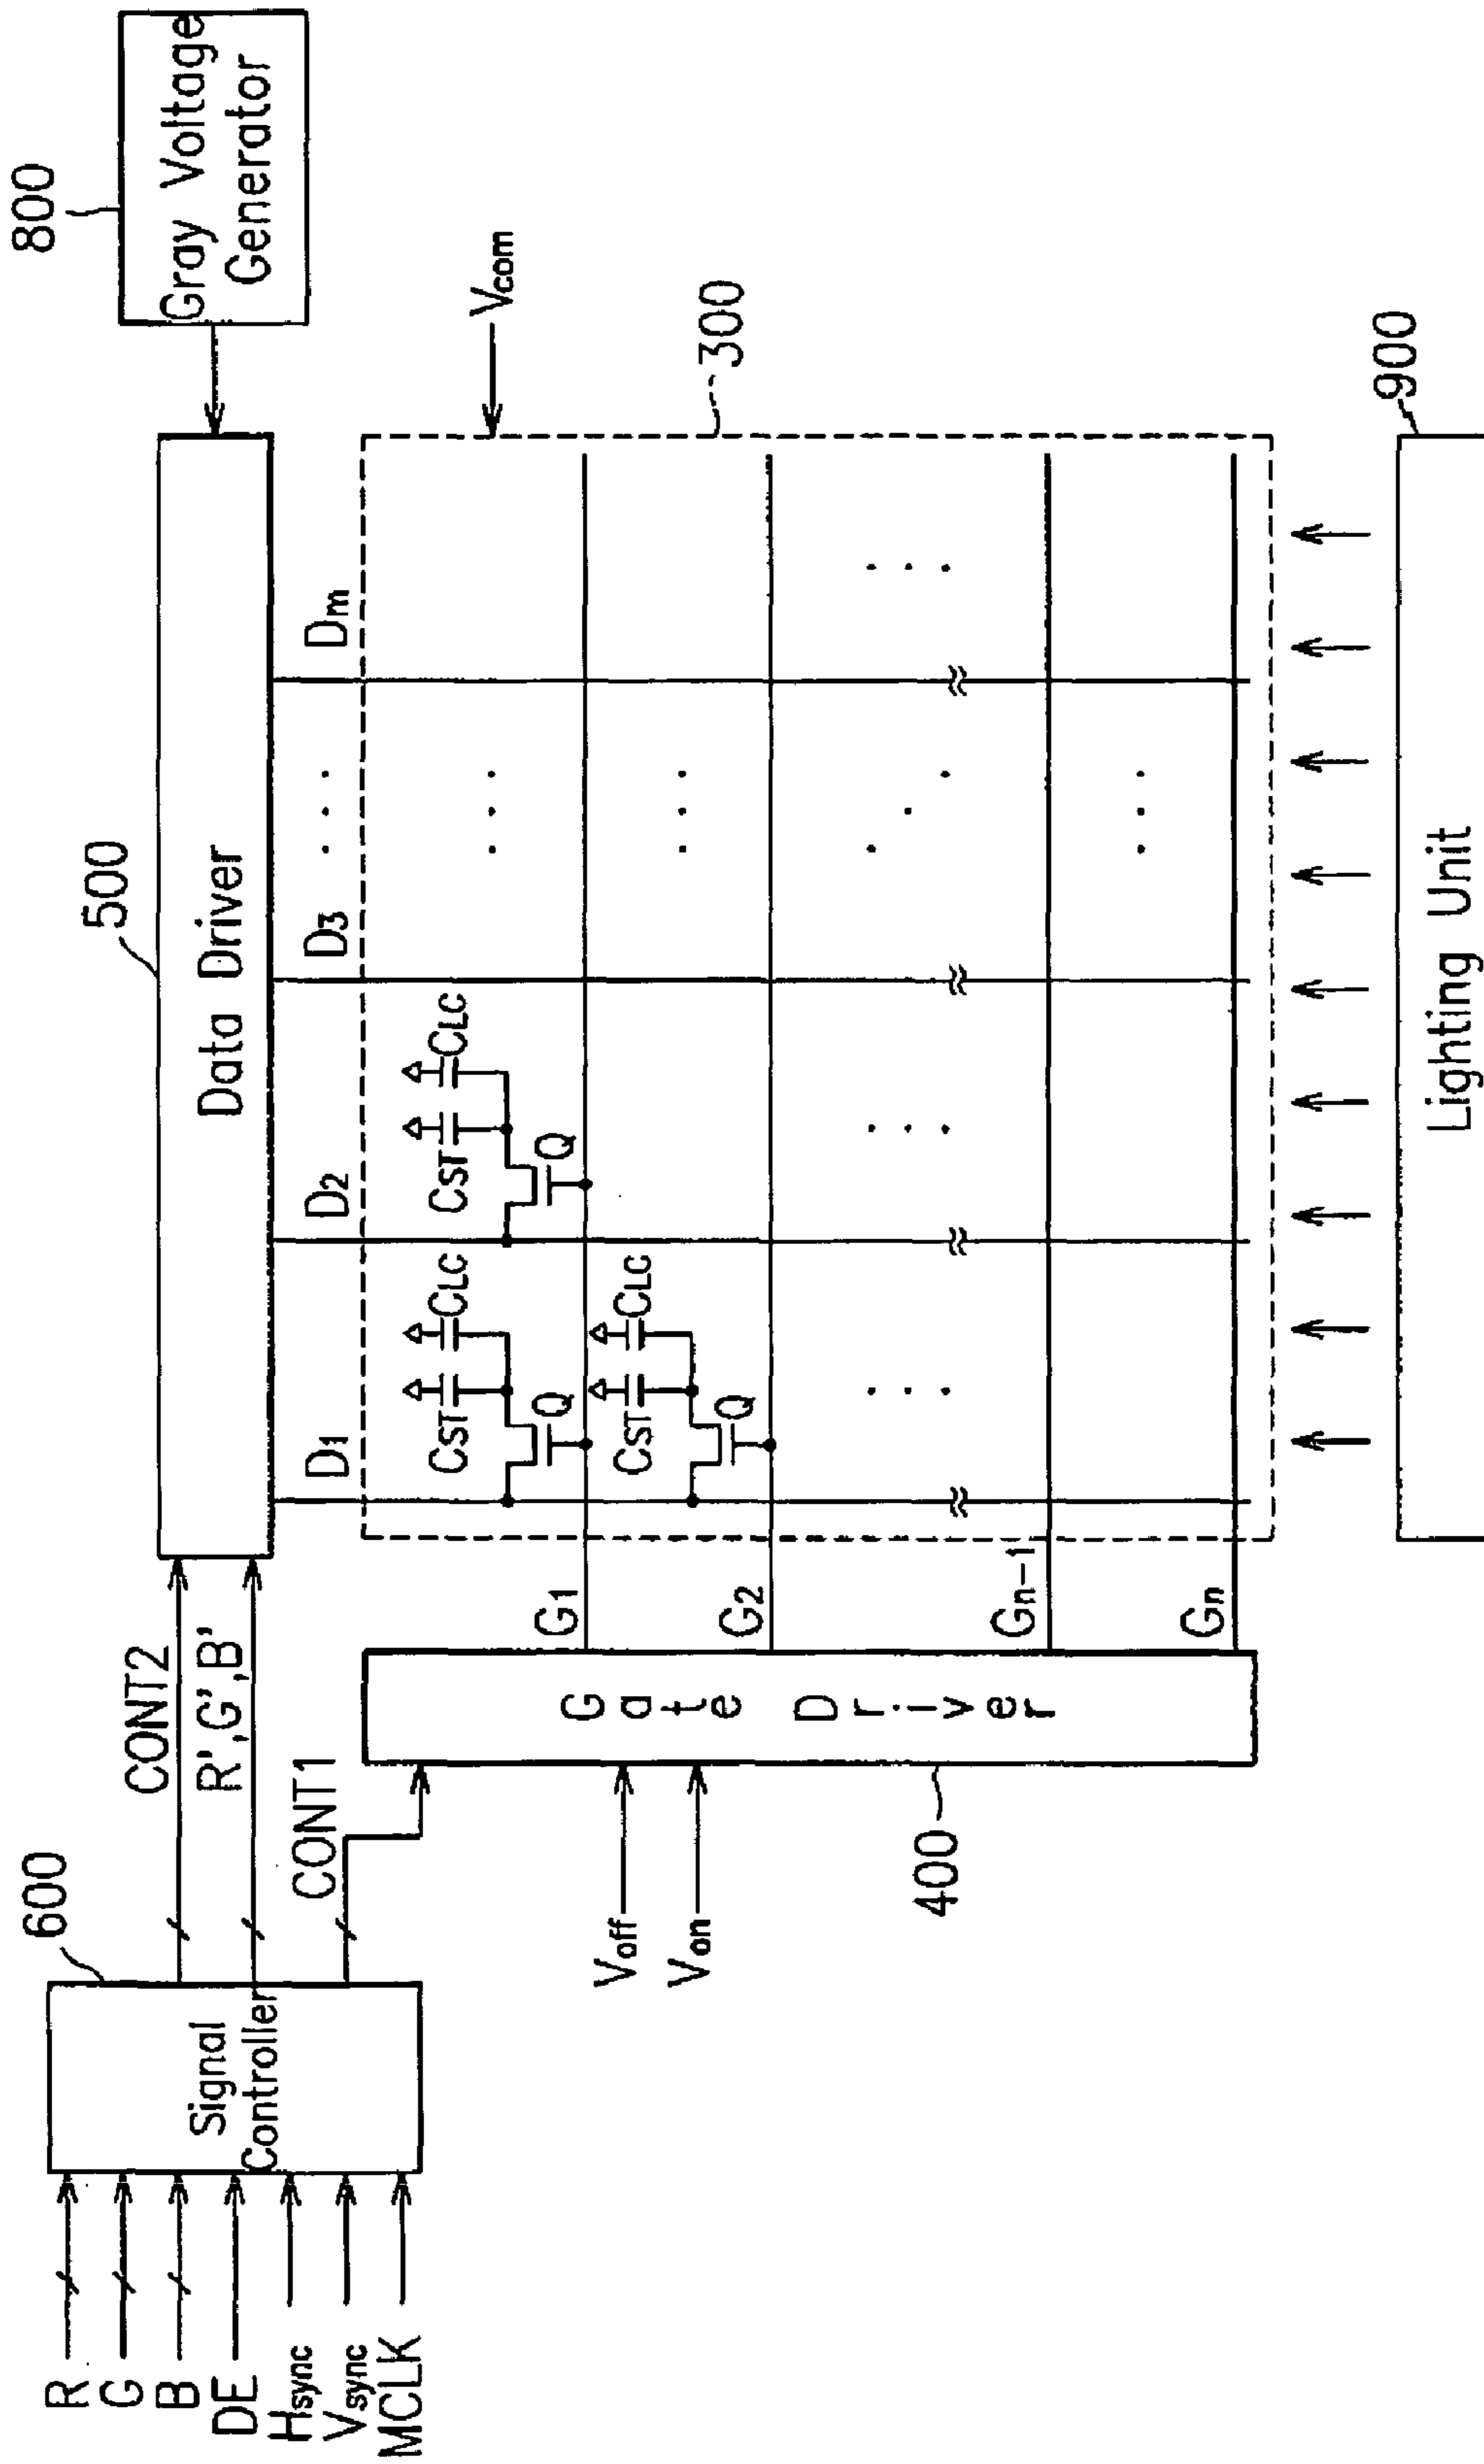 800
Gray Voltage
Generator
500
Data Driver
600
Signal
Controller
R
G
B
DE
Hsync
Vsync
MCLK
CONT2
R',G',B'
CONT1
Voff
Von
400
Gate Driver
G1
G2
Gn-1
Gn
D1
D2
D3
Dm
CST
CLC
Q
CST
CLC
Q
CST
CLC
Q
Vcom
300
900
Lighting Unit